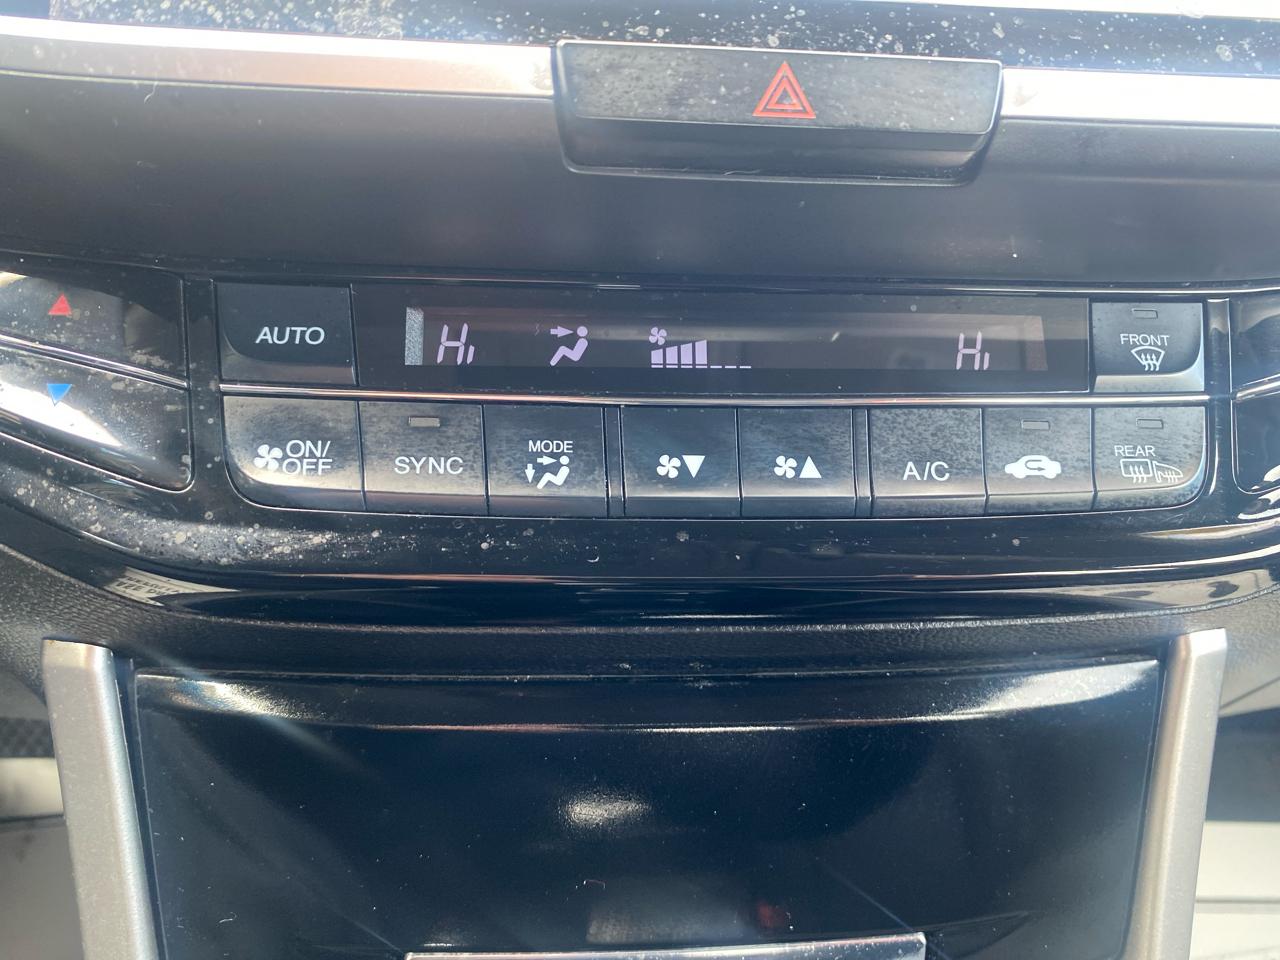 AUTO
Hi
Hi
FRONT
ON/
OFF
SYNC
MODE
A/C
REAR